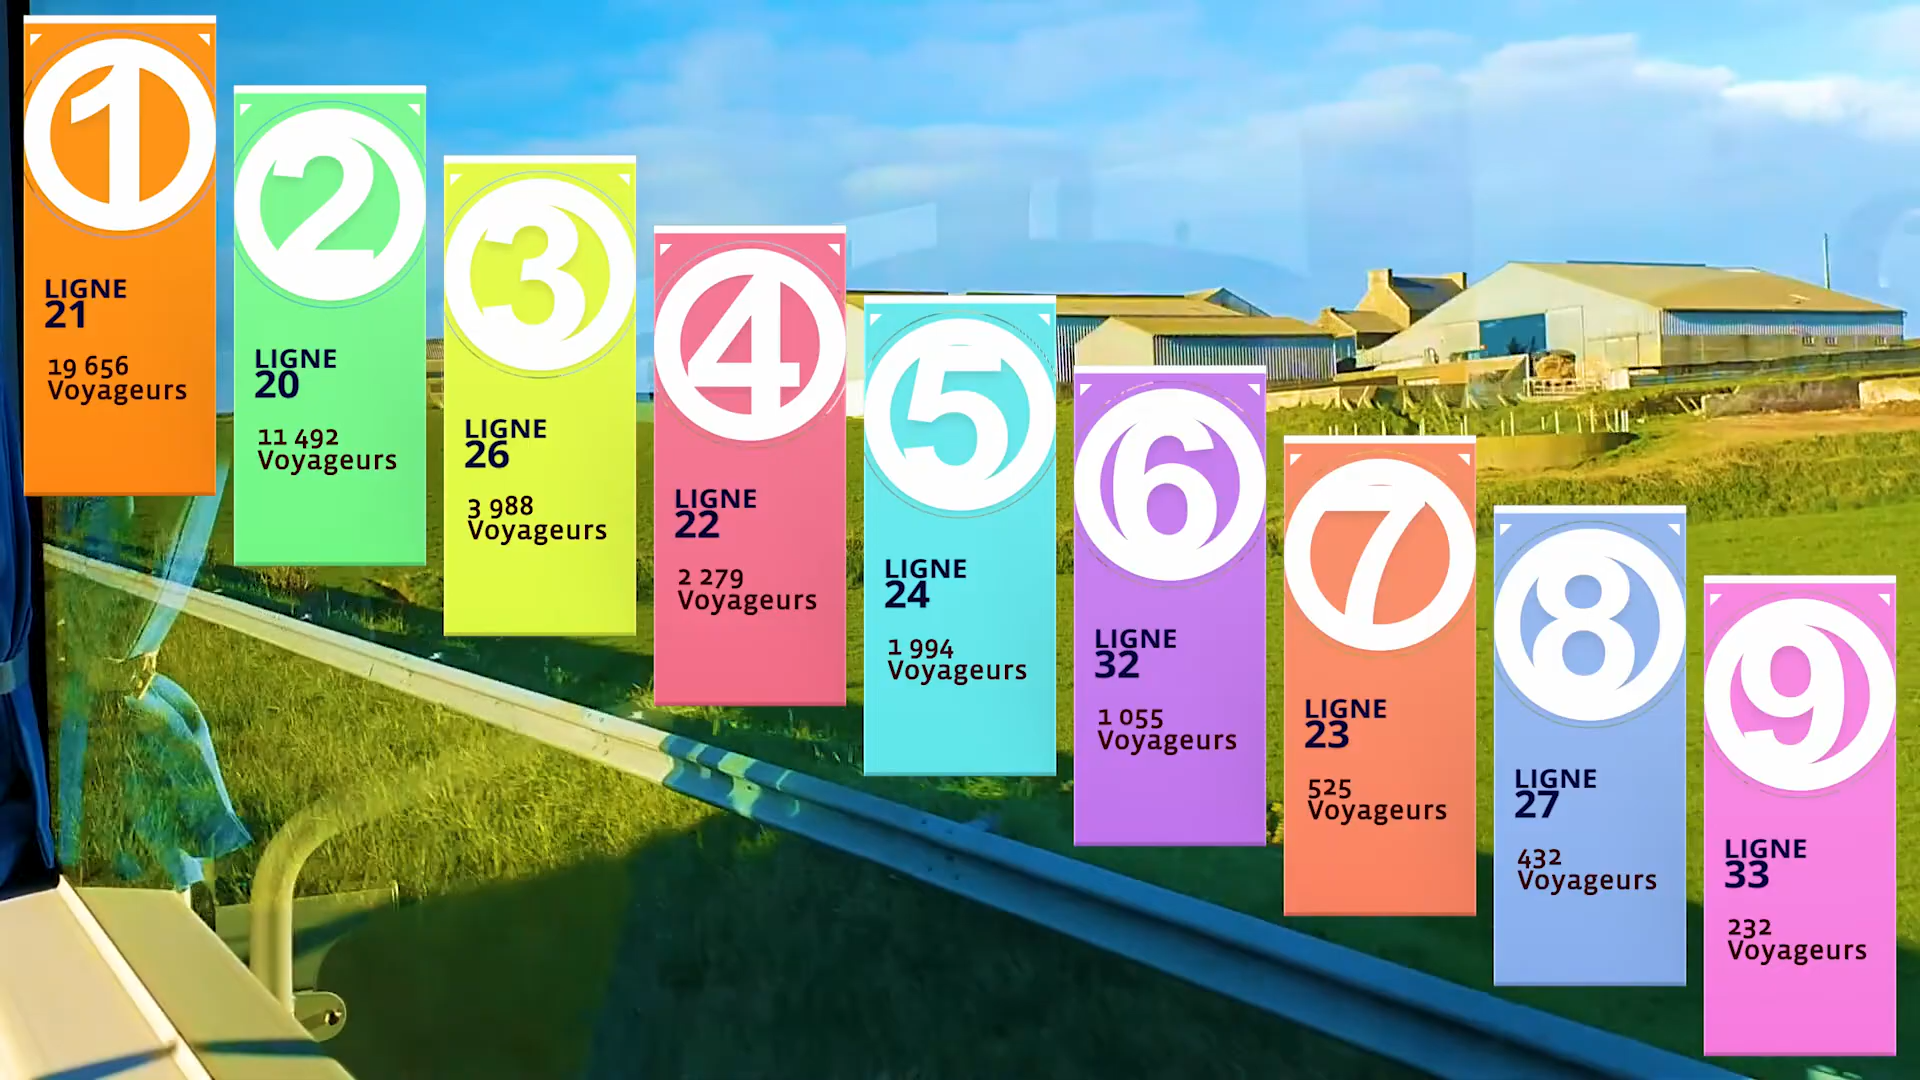 1
LIGNE
21
19 656
Voyageurs
2
LIGNE
20
11 492
Voyageurs
3
LIGNE
26
3 988
Voyageurs
4
LIGNE
22
2 279
Voyageurs
5
LIGNE
24
1 994
Voyageurs
6
LIGNE
32
1 055
Voyageurs
7
LIGNE
23
525
Voyageurs
8
LIGNE
27
432
Voyageurs
9
LIGNE
33
232
Voyageurs